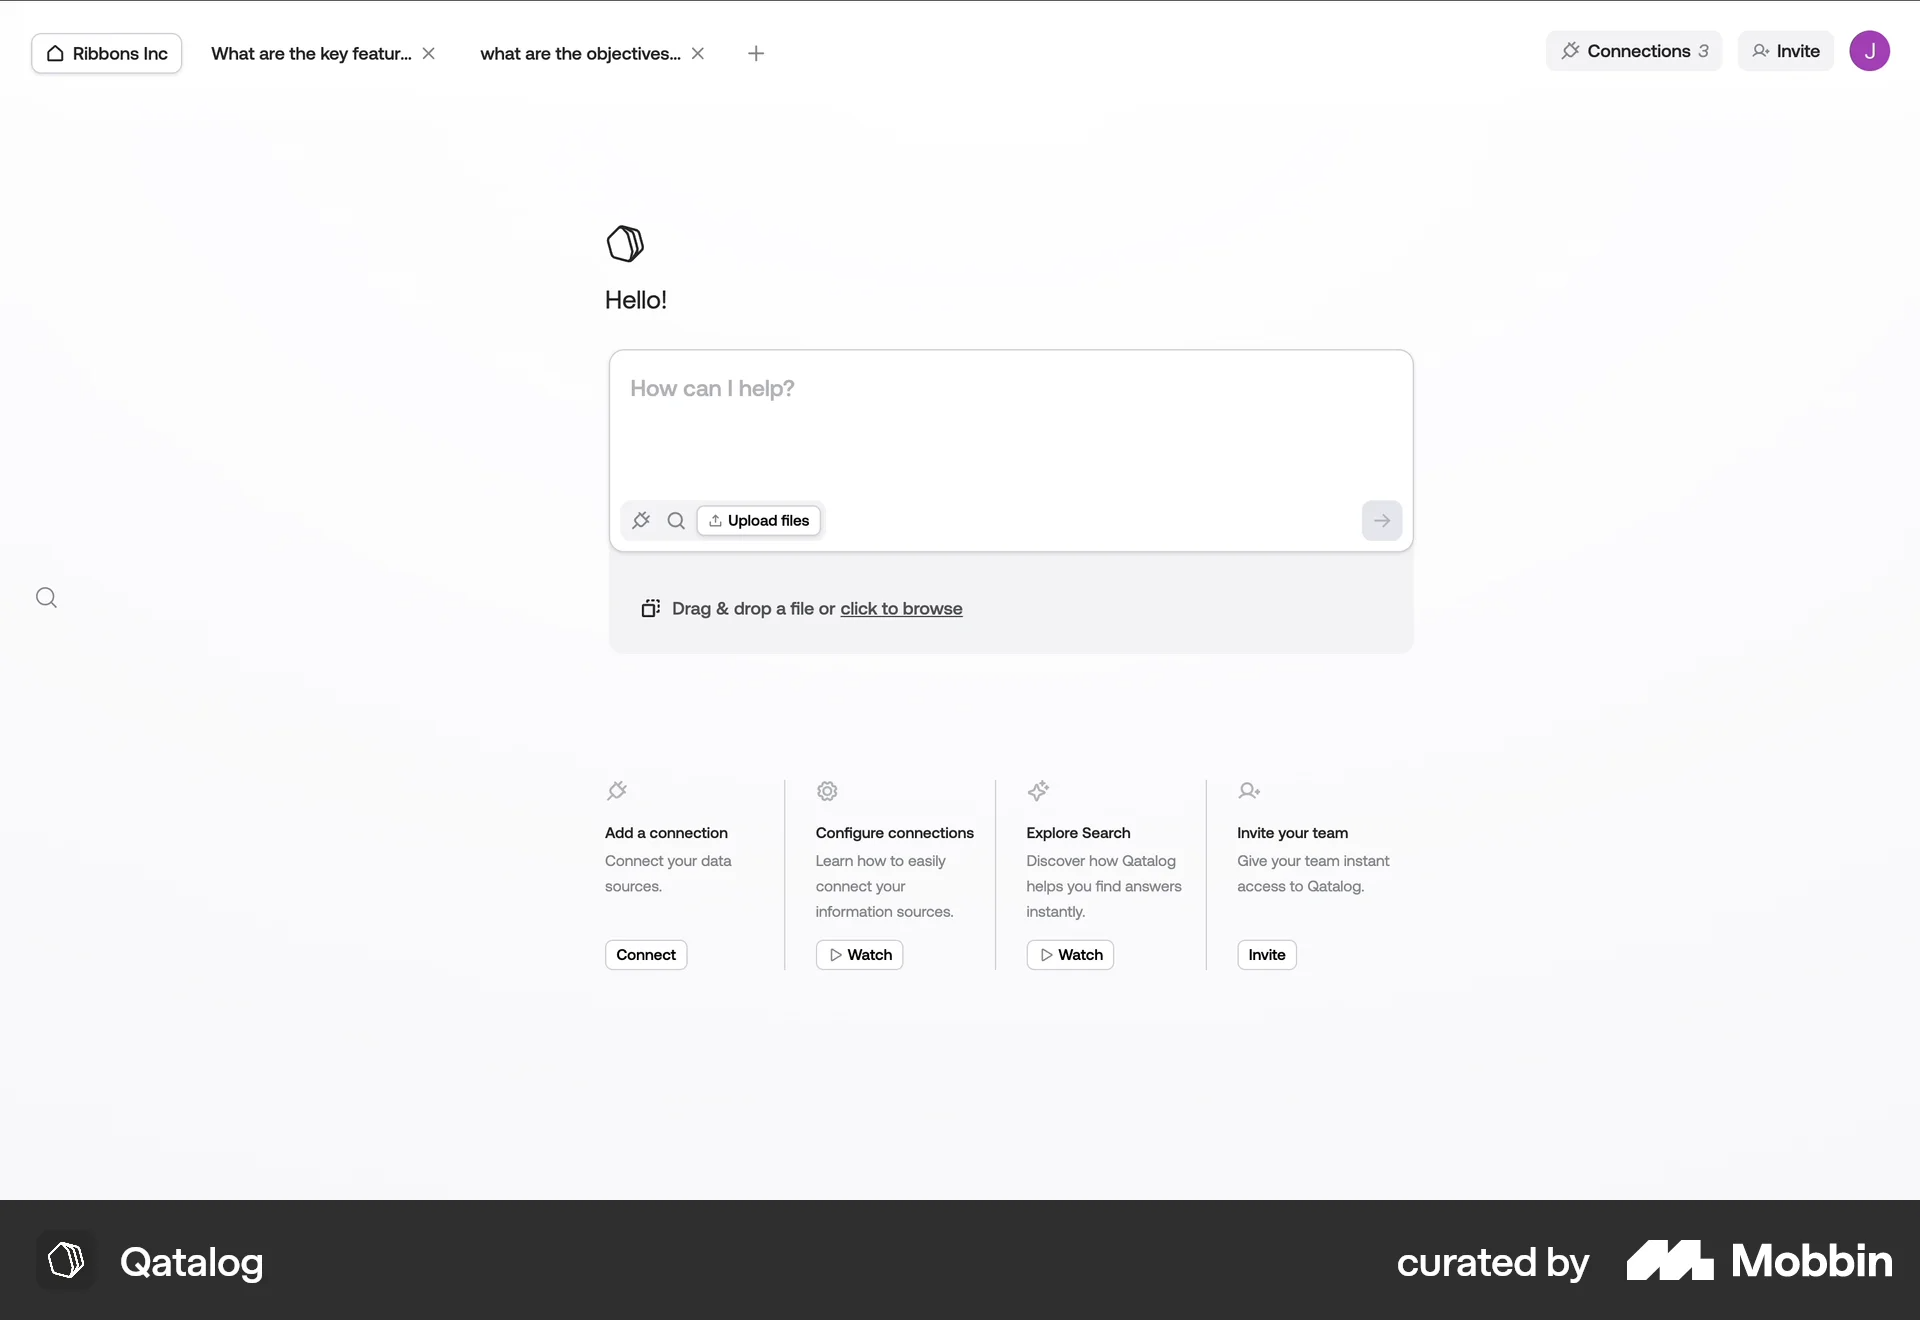 Ribbons Inc
What are the key featur...
what are the objectives...
Connections 3
Invite
J
Hello!
How can I help?
Upload files
Drag & drop a file or click to browse
Add a connection
Connect your data
sources.
Connect
Configure connections
Learn how to easily
connect your
information sources.
Watch
Explore Search
Discover how Qatalog
helps you find answers
instantly.
Watch
Invite your team
Give your team instant
access to Qatalog.
Invite
Qatalog
curated by Mobbin